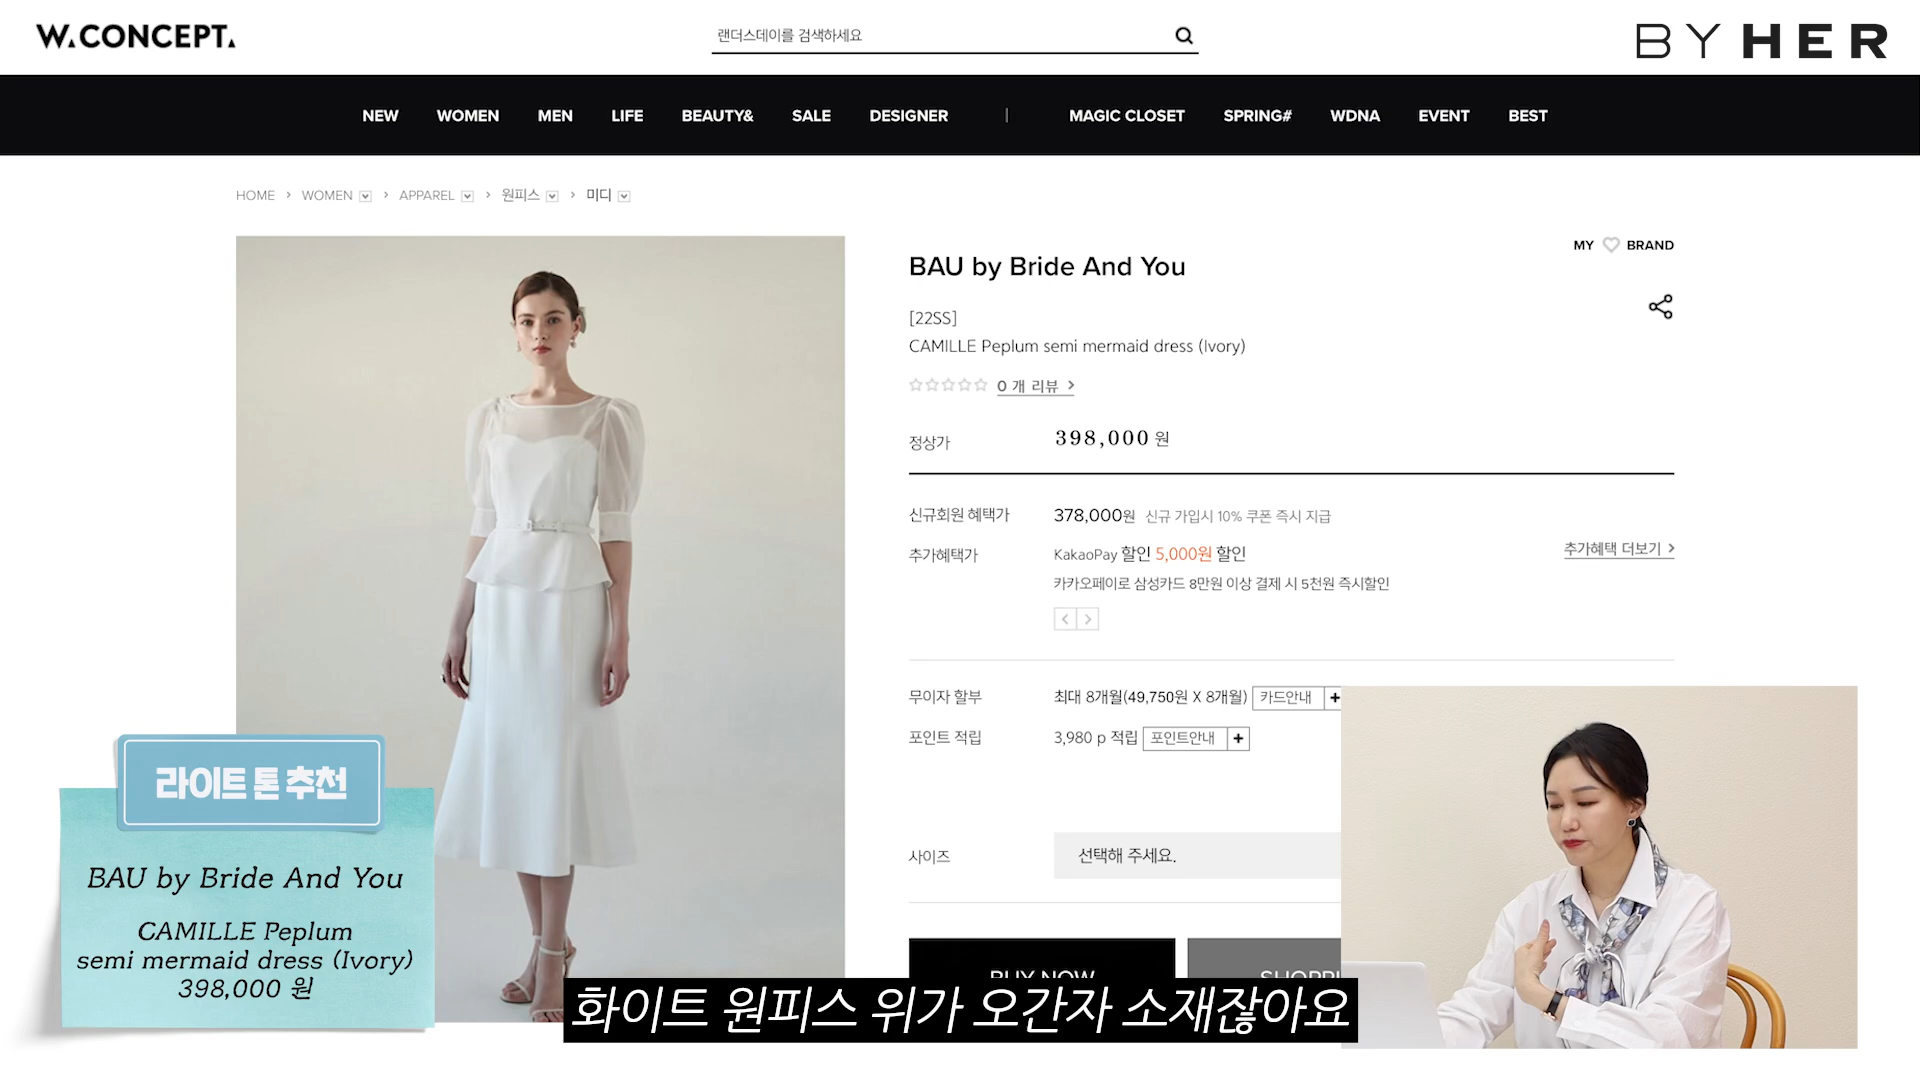 W.CONCEPT.
랜더스데이를 검색하세요
BY HER
NEW WOMEN MEN LIFE BEAUTY& SALE DESIGNER | MAGIC CLOSET SPRING# WDNA EVENT BEST
HOME > WOMEN > APPAREL > 원피스 > 미디
MY BRAND
BAU by Bride And You
[22SS]
CAMILLE Peplum semi mermaid dress (Ivory)
0 개 리뷰 >
정상가 398,000 원
신규회원 혜택가 378,000원 신규 가입시 10% 쿠폰 즉시 지급
추가혜택가 KakaoPay 할인 5,000원 할인
추가혜택 더보기 >
카카오페이로 삼성카드 8만원 이상 결제 시 5천원 즉시할인
무이자 할부 최대 8개월(49,750원 X 8개월) 카드안내 +
포인트 적립 3,980 p 적립 포인트안내 +
사이즈 선택해 주세요.
BUY NOW
라이트 톤 추천
BAU by Bride And You
CAMILLE Peplum
semi mermaid dress (Ivory)
398,000 원
화이트 원피스 위가 오간자 소재잖아요